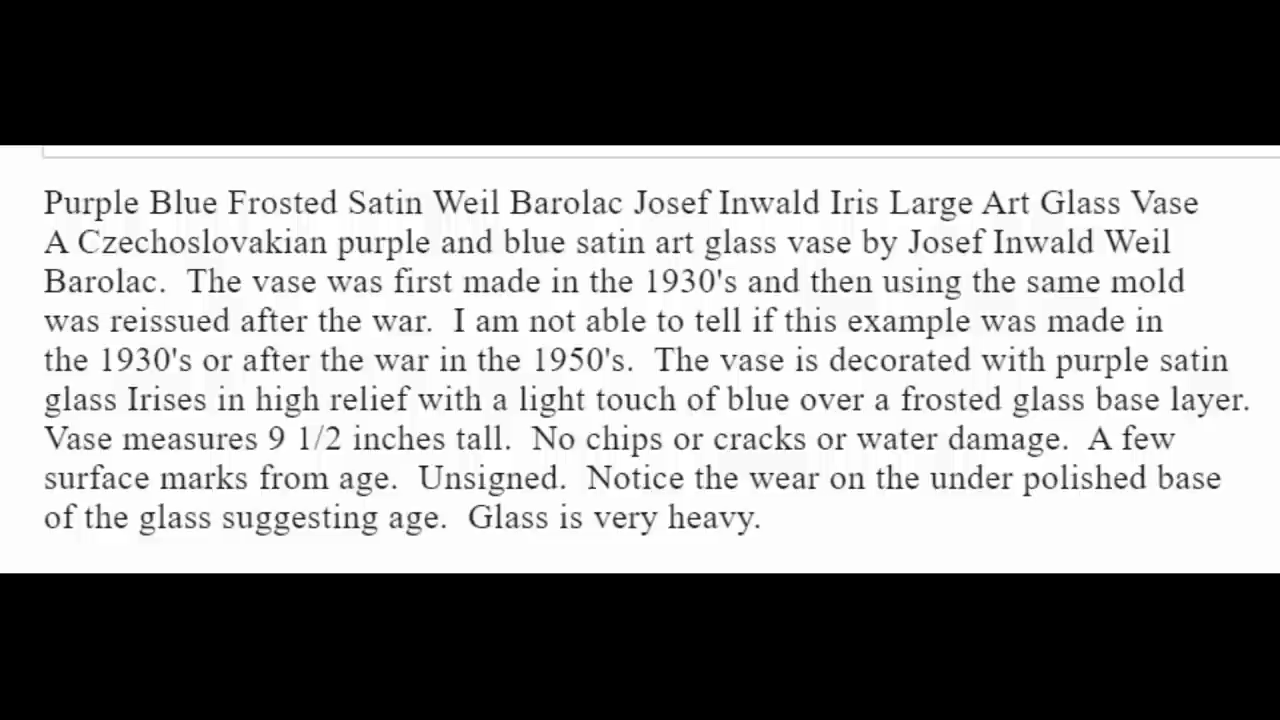 Purple Blue Frosted Satin Weil Barolac Josef Inwald Iris Large Art Glass Vase
A Czechoslovakian purple and blue satin art glass vase by Josef Inwald Weil
Barolac.  The vase was first made in the 1930's and then using the same mold
was reissued after the war.  I am not able to tell if this example was made in
the 1930's or after the war in the 1950's.  The vase is decorated with purple satin
glass Irises in high relief with a light touch of blue over a frosted glass base layer.
Vase measures 9 1/2 inches tall.  No chips or cracks or water damage.  A few
surface marks from age.  Unsigned.  Notice the wear on the under polished base
of the glass suggesting age.  Glass is very heavy.